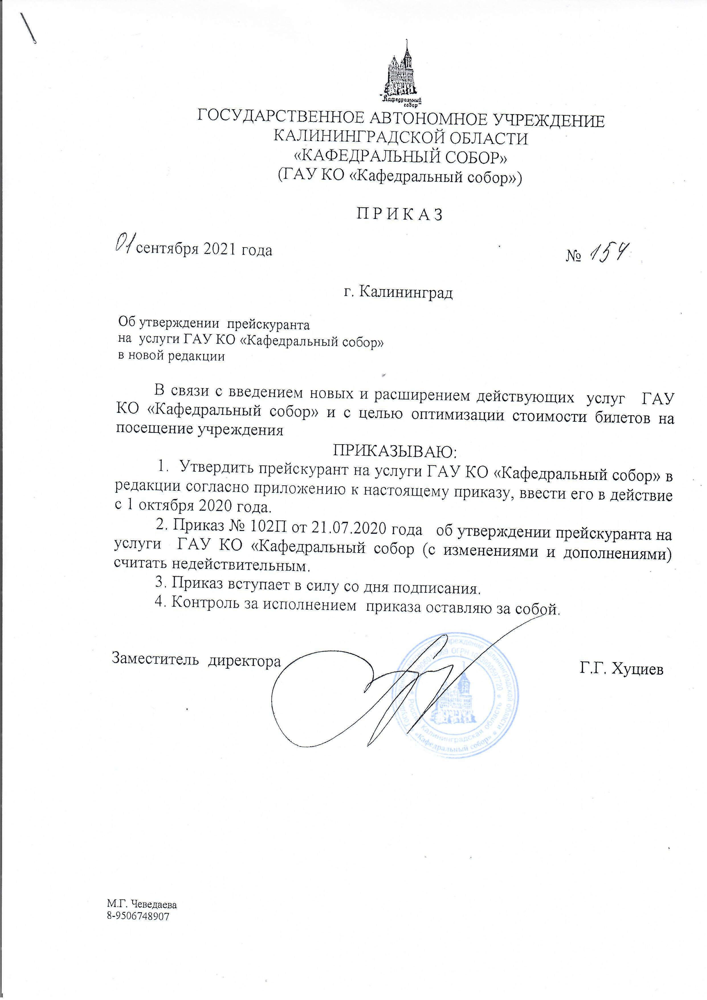 "Кафедральный
собор"
ГОСУДАРСТВЕННОЕ АВТОНОМНОЕ УЧРЕЖДЕНИЕ
КАЛИНИНГРАДСКОЙ ОБЛАСТИ
«КАФЕДРАЛЬНЫЙ СОБОР»
(ГАУ КО «Кафедральный собор»)
П Р И К А З
01 сентября 2021 года
№ 154
г. Калининград
Об утверждении прейскуранта
на услуги ГАУ КО «Кафедральный собор»
в новой редакции
В связи с введением новых и расширением действующих услуг ГАУ
КО «Кафедральный собор» и с целью оптимизации стоимости билетов на
посещение учреждения
ПРИКАЗЫВАЮ:
1. Утвердить прейскурант на услуги ГАУ КО «Кафедральный собор» в
редакции согласно приложению к настоящему приказу, ввести его в действие
с 1 октября 2020 года.
2. Приказ № 102П от 21.07.2020 года об утверждении прейскуранта на
услуги ГАУ КО «Кафедральный собор (с изменениями и дополнениями)
считать недействительным.
3. Приказ вступает в силу со дня подписания.
4. Контроль за исполнением приказа оставляю за собой.
Заместитель директора
Г.Г. Хуциев
учреждение Калининградской области
«Кафедральный собор»
ОГРН
Калининградская область
М.Г. Чеведаева
8-9506748907